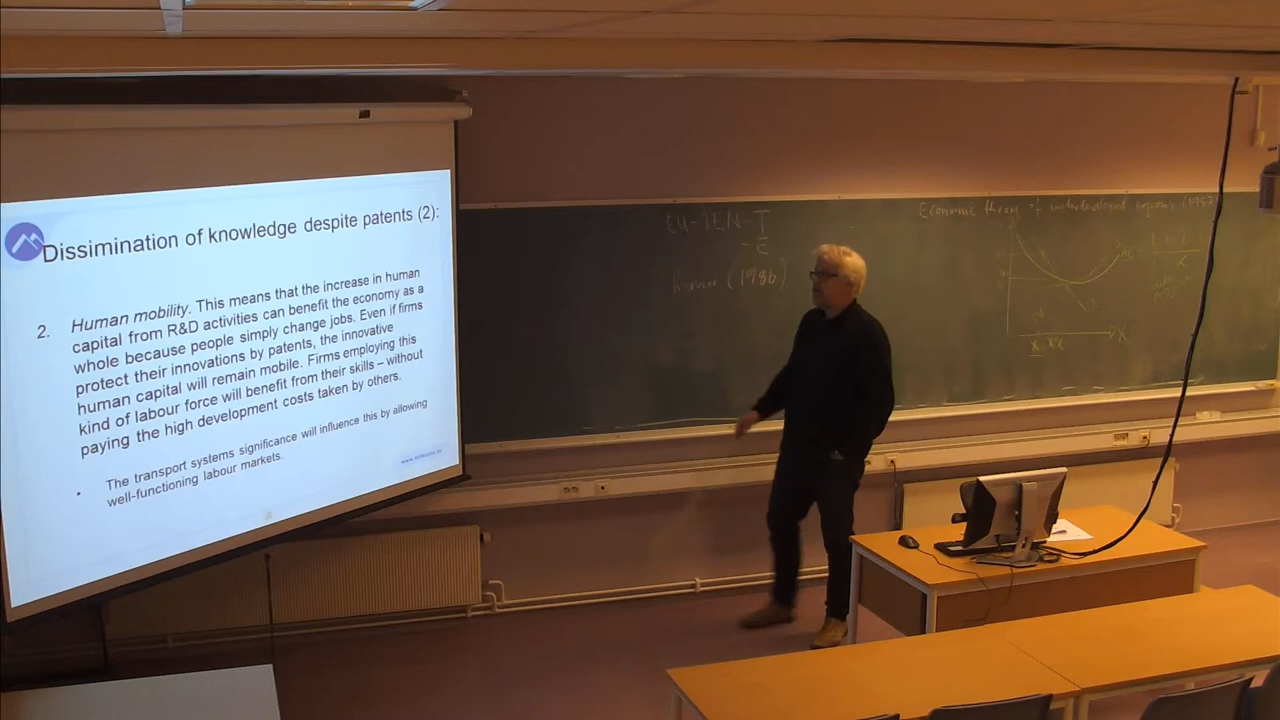 Dissimination of knowledge despite patents (2):
2. Human mobility. This means that the increase in human
capital from R&D activities can benefit the economy as a
whole because people simply change jobs. Even if firms
protect their innovations by patents, the innovative
human capital will remain mobile. Firms employing this
kind of labour force will benefit from their skills – without
paying the high development costs taken by others.
• The transport systems significance will influence this by allowing
well-functioning labour markets.
EU-TEN-T
-E
(1986)
Economic theory of
X